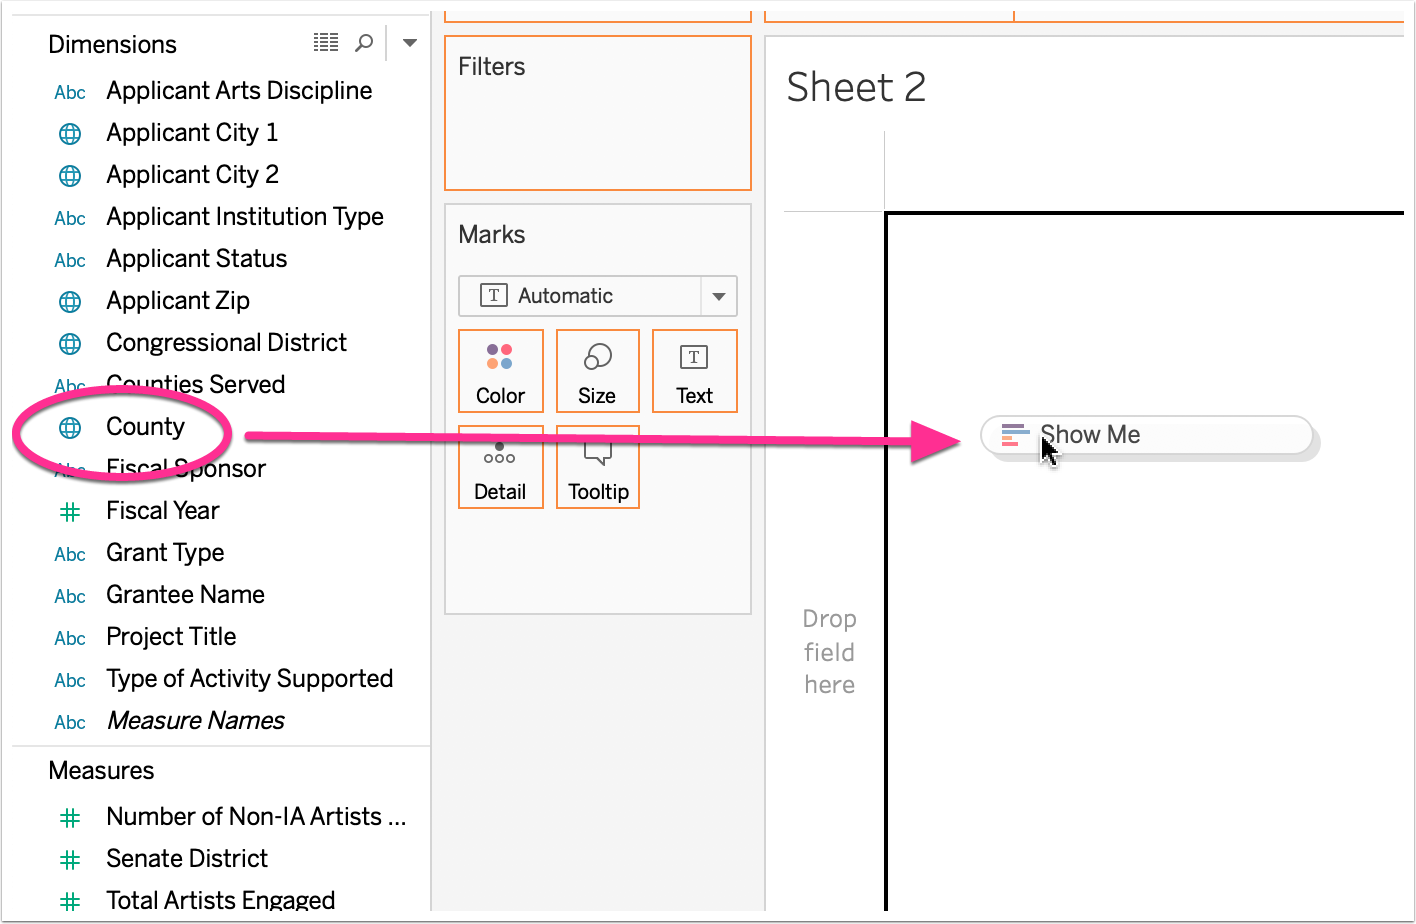 Dimensions
Abc Applicant Arts Discipline
Applicant City 1
Applicant City 2
Abc Applicant Institution Type
Abc Applicant Status
Applicant Zip
Congressional District
Abc Counties Served
County
Abc Fiscal Sponsor
Fiscal Year
Abc Grant Type
Abc Grantee Name
Abc Project Title
Abc Type of Activity Supported
Abc Measure Names
Measures
Number of Non-IA Artists ...
Senate District
Total Artists Engaged
Filters
Marks
T Automatic
Color
Size
T
Text
Detail
Tooltip
Sheet 2
Show Me
Drop
field
here